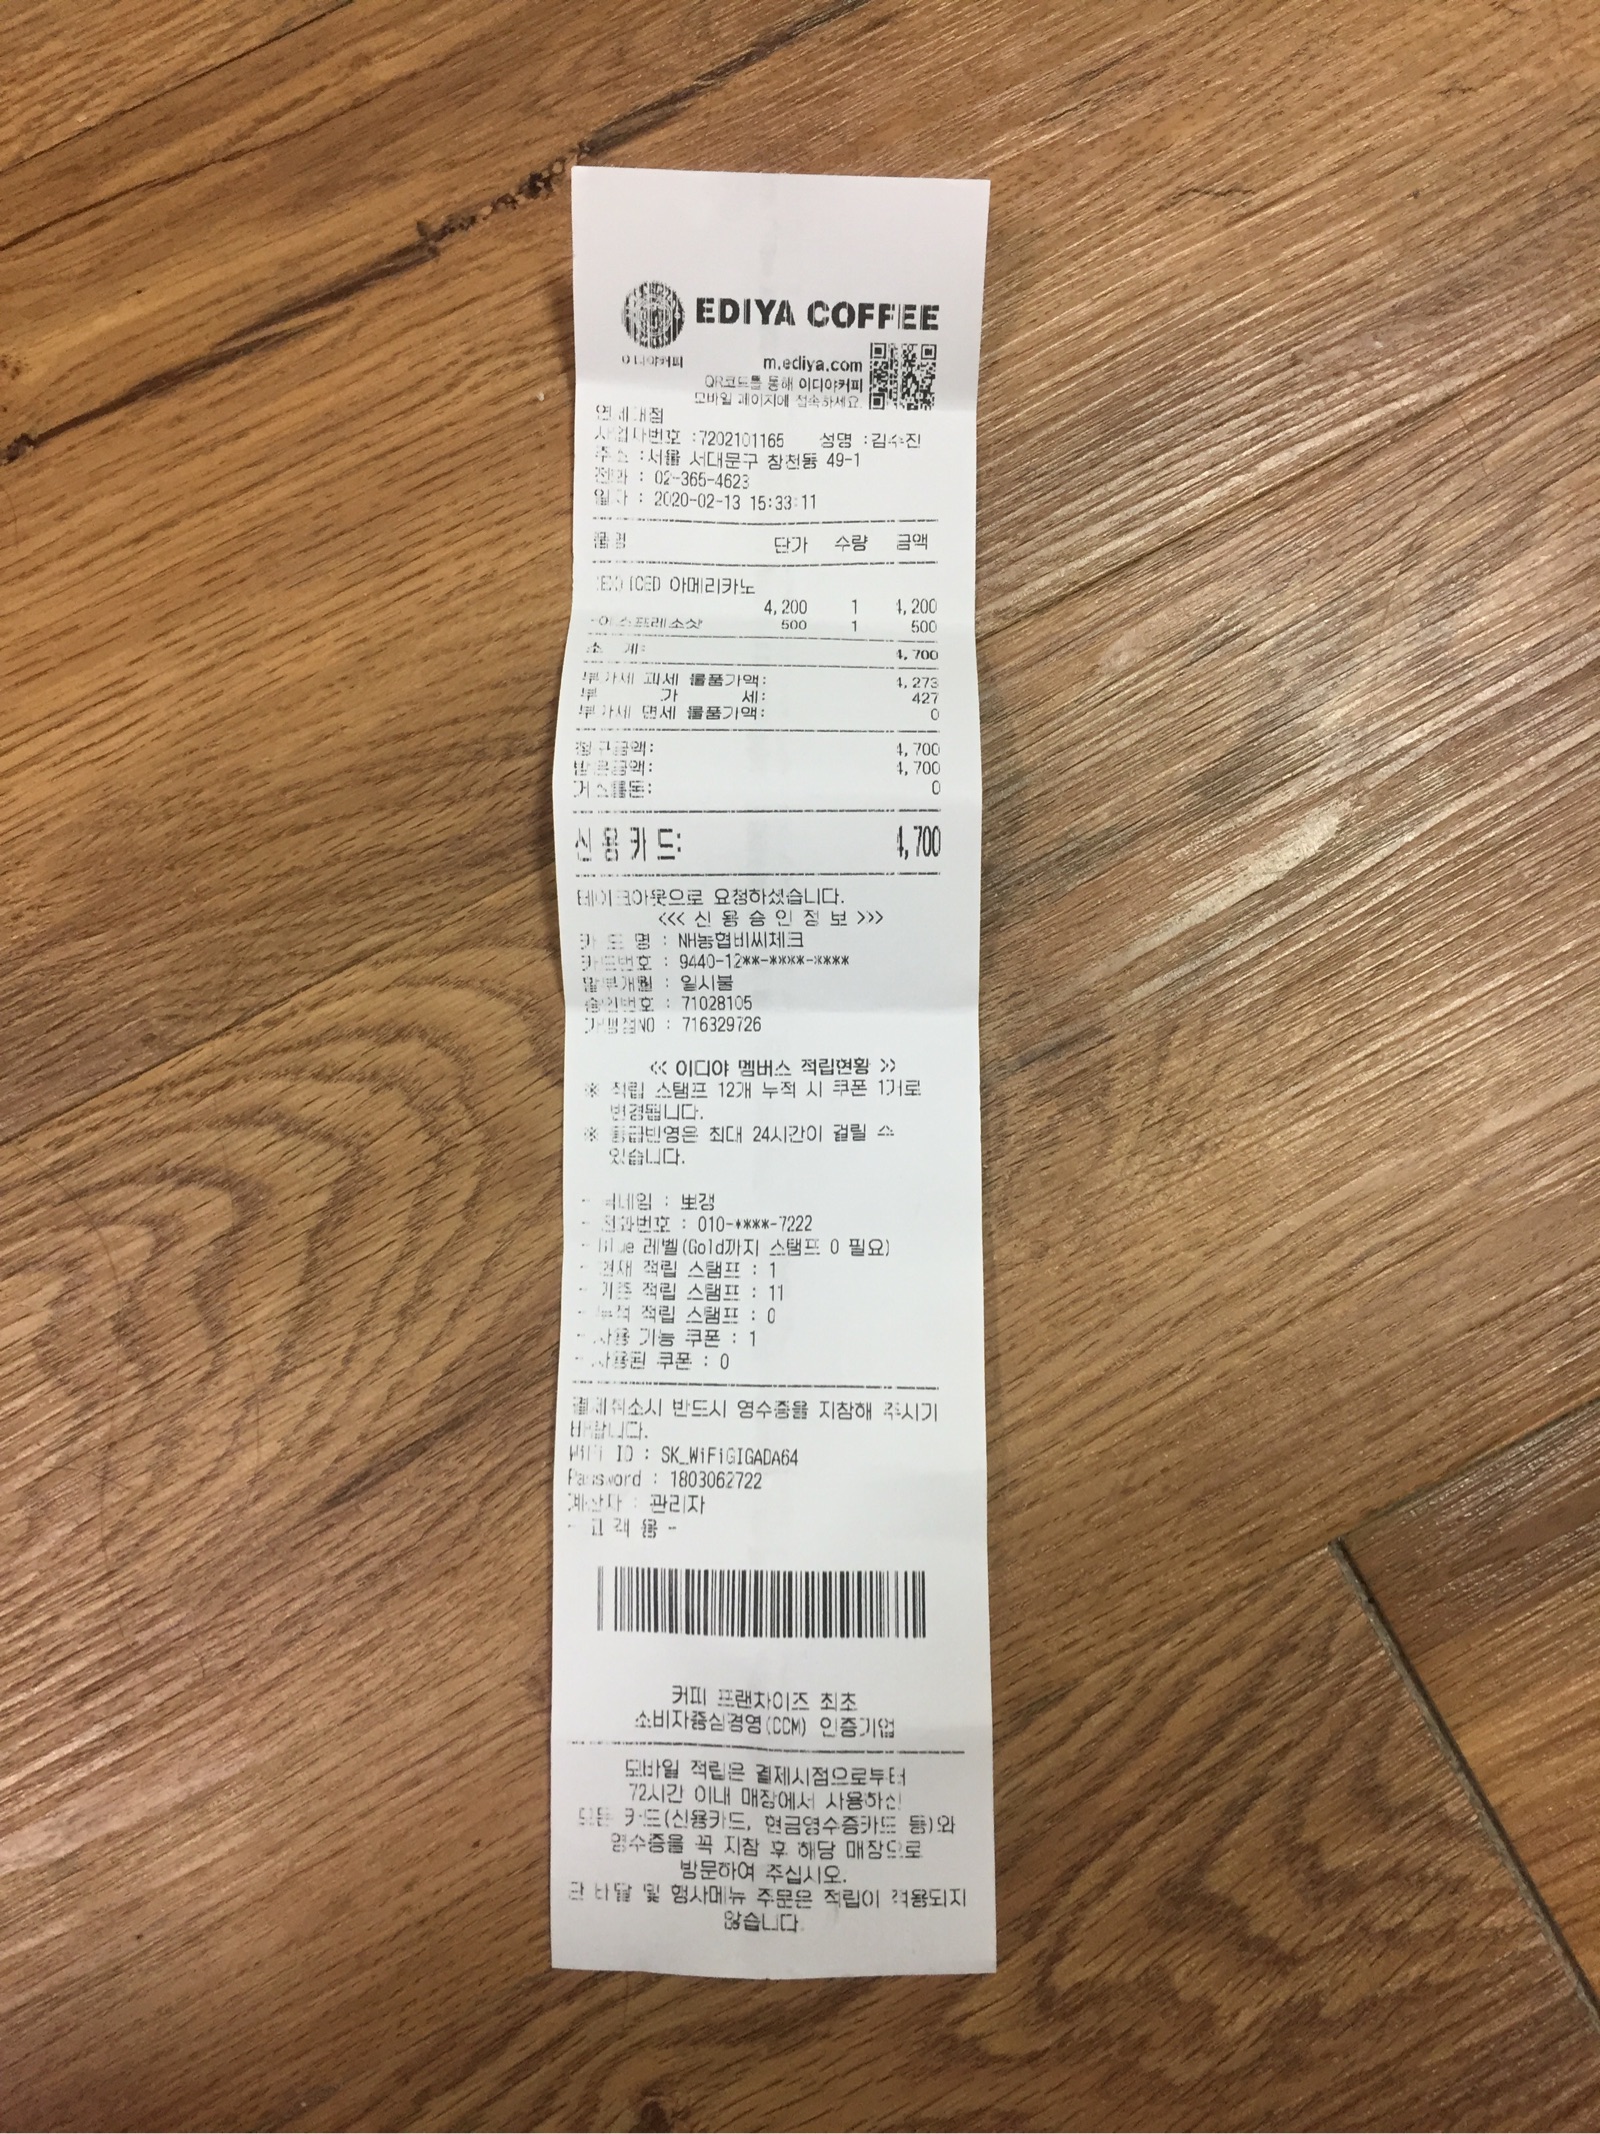 EDIYA COFFEE
이디야커피
m.ediya.com
QR코드를 통해 이디야커피
모바일 페이지에 접속하세요.
연세대점
사업자번호 :7202101165 성명 :김수진
주소 :서울 서대문구 창천동 49-1
전화 : 02-365-4623
일자 : 2020-02-13 15:33:11
품명 단가 수량 금액
(EX) ICED 아메리카노
4,200 1 4,200
-에스프레소샷 500 1 500
소 계: 4,700
부가세 과세 물품가액: 4,273
부 가 세: 427
부가세 면세 물품가액: 0
청구금액: 4,700
받은금액: 4,700
거스름돈: 0
신용카드: 4,700
테이크아웃으로 요청하셨습니다.
<<< 신 용 승 인 정 보 >>>
카 드 명 : NH농협비씨체크
카드번호 : 9440-12**-****-****
할부개월 : 일시불
승인번호 : 71028105
가맹점NO : 716329726
<< 이디야 멤버스 적립현황 >>
※ 적립 스탬프 12개 누적 시 쿠폰 1개로
변경됩니다.
※ 등급반영은 최대 24시간이 걸릴 수
있습니다.
- 닉네임 : 뽀갱
- 전화번호 : 010-****-7222
- Blue 레벨(Gold까지 스탬프 0 필요)
- 현재 적립 스탬프 : 1
- 기존 적립 스탬프 : 11
- 누적 적립 스탬프 : 0
- 사용 가능 쿠폰 : 1
- 사용된 쿠폰 : 0
결제취소시 반드시 영수증을 지참해 주시기
바랍니다.
WiFi ID : SK_WiFiGIGADA64
Password : 1803062722
계산자 : 관리자
- 고 객 용 -
커피 프랜차이즈 최초
소비자중심경영(CCM) 인증기업
모바일 적립은 결제시점으로부터
72시간 이내 매장에서 사용하신
모든 카드(신용카드, 현금영수증카드 등)와
영수증을 꼭 지참 후 해당 매장으로
방문하여 주십시오.
단 배달 및 행사메뉴 주문은 적립이 적용되지
않습니다.